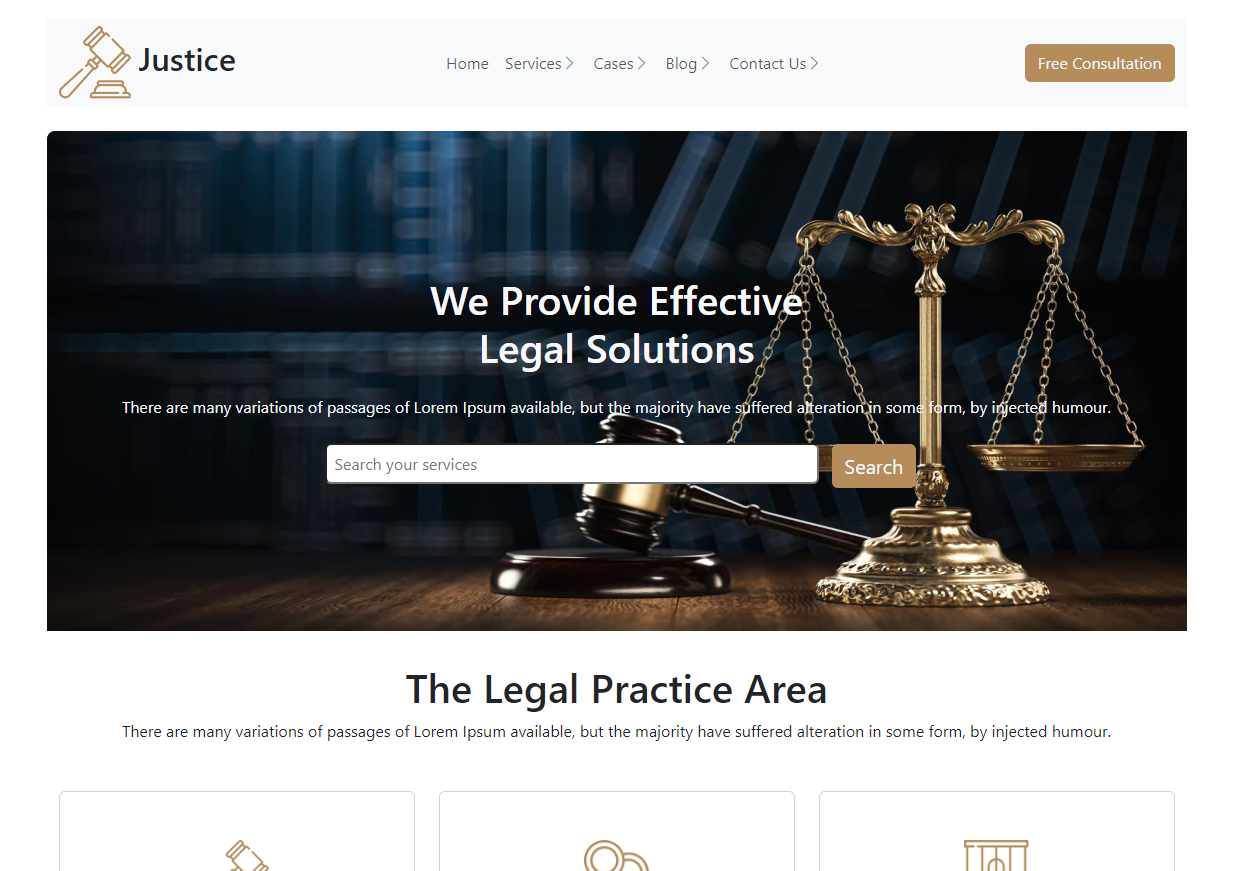 Justice
Home Services Cases Blog Contact Us
Free Consultation
We Provide Effective
Legal Solutions
There are many variations of passages of Lorem Ipsum available, but the majority have suffered alteration in some form, by injected humour.
Search your services
Search
The Legal Practice Area
There are many variations of passages of Lorem Ipsum available, but the majority have suffered alteration in some form, by injected humour.